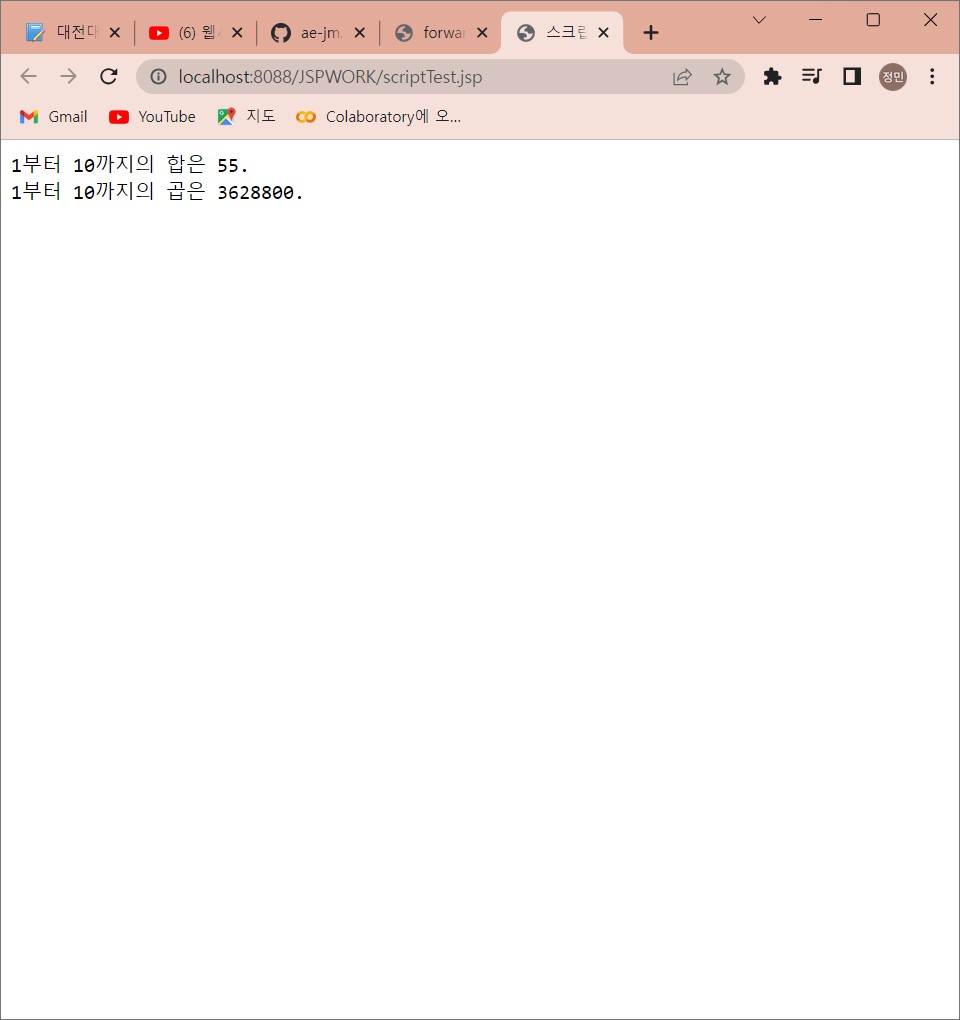 대전대 (6) 웹 ae-jm. forwar 스크립
localhost:8088/JSPWORK/scriptTest.jsp 정민
Gmail YouTube 지도 Colaboratory에 오...
1부터 10까지의 합은 55.
1부터 10까지의 곱은 3628800.